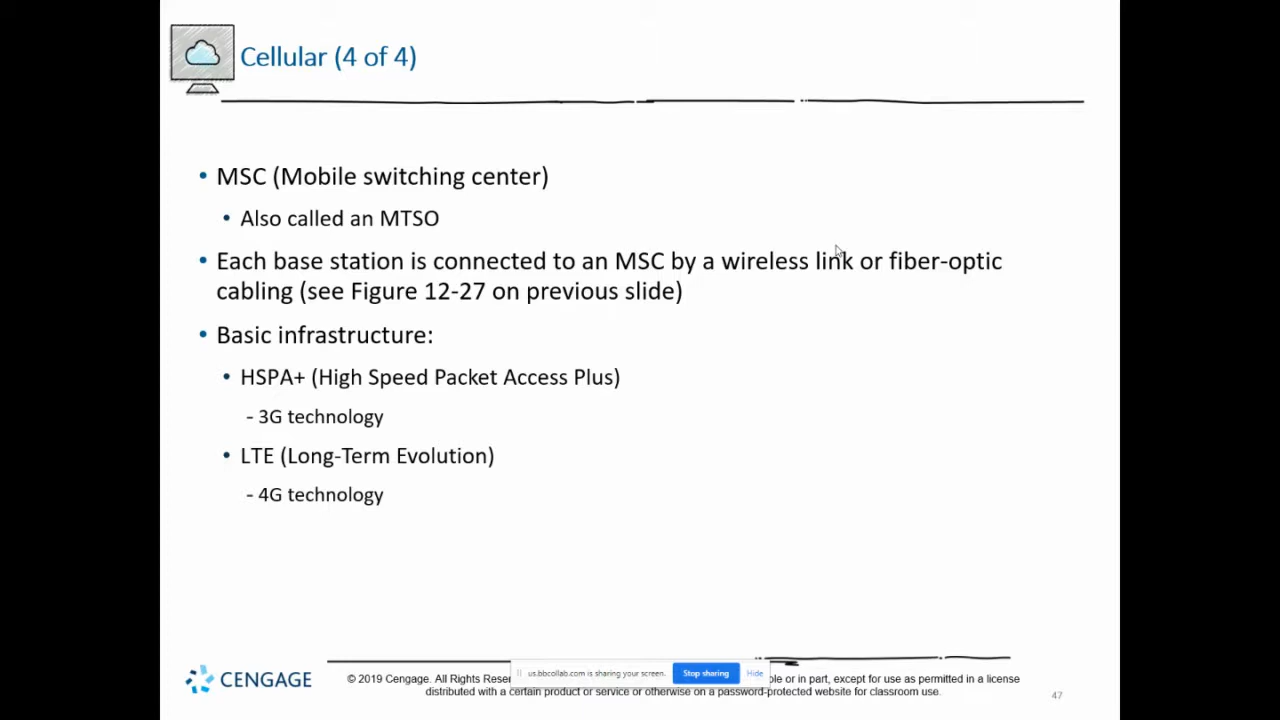 Cellular (4 of 4)
• MSC (Mobile switching center)
• Also called an MTSO
• Each base station is connected to an MSC by a wireless link or fiber-optic
cabling (see Figure 12-27 on previous slide)
• Basic infrastructure:
• HSPA+ (High Speed Packet Access Plus)
- 3G technology
• LTE (Long-Term Evolution)
- 4G technology
CENGAGE
© 2019 Cengage. All Rights
us.bbcollab.com is sharing your screen. Stop sharing Hide
or in part, except for use as permitted in a license
distributed with a certain product or service or otherwise on a password-protected website for classroom use.
47